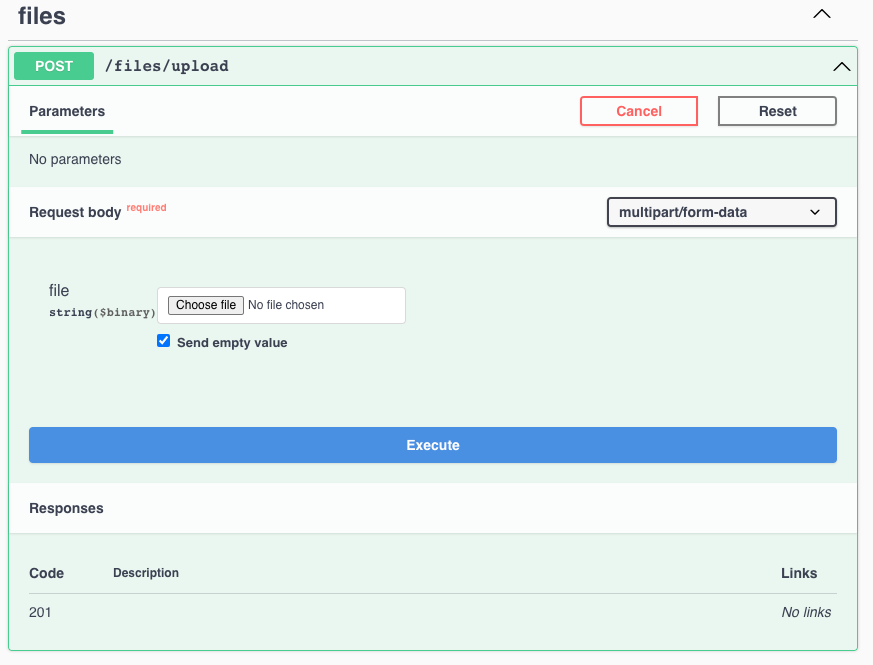 files
POST /files/upload
Parameters Cancel Reset
No parameters
Request body required multipart/form-data
file
string($binary) Choose file No file chosen
Send empty value
Execute
Responses
Code Description Links
201 No links